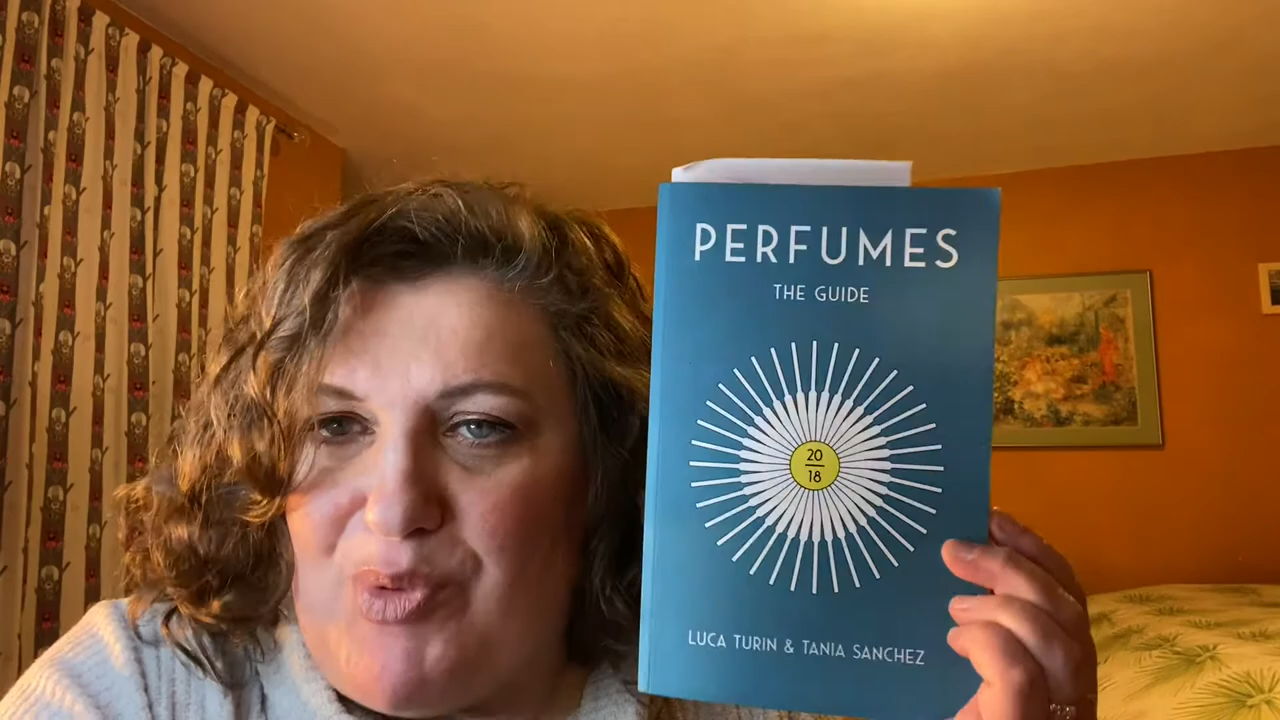 PERFUMES
THE GUIDE
20
18
LUCA TURIN & TANIA SANCHEZ